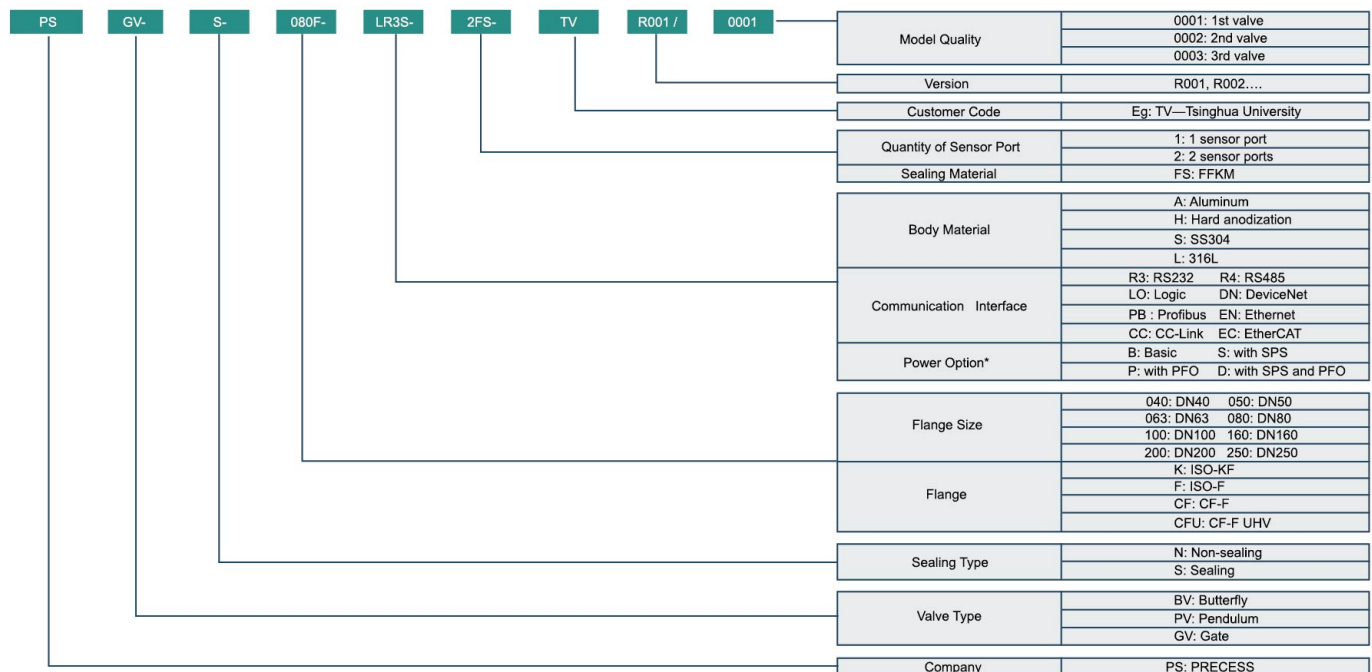 PS GV- S- 080F- LR3S- 2FS- TV R001 / 0001
Model Quality
0001: 1st valve
0002: 2nd valve
0003: 3rd valve
Version
R001, R002....
Customer Code
Eg: TV—Tsinghua University
Quantity of Sensor Port
1: 1 sensor port
2: 2 sensor ports
Sealing Material
FS: FFKM
Body Material
A: Aluminum
H: Hard anodization
S: SS304
L: 316L
Communication Interface
R3: RS232 R4: RS485
LO: Logic DN: DeviceNet
PB : Profibus EN: Ethernet
CC: CC-Link EC: EtherCAT
Power Option*
B: Basic S: with SPS
P: with PFO D: with SPS and PFO
Flange Size
040: DN40 050: DN50
063: DN63 080: DN80
100: DN100 160: DN160
200: DN200 250: DN250
Flange
K: ISO-KF
F: ISO-F
CF: CF-F
CFU: CF-F UHV
Sealing Type
N: Non-sealing
S: Sealing
Valve Type
BV: Butterfly
PV: Pendulum
GV: Gate
Company
PS: PRECESS